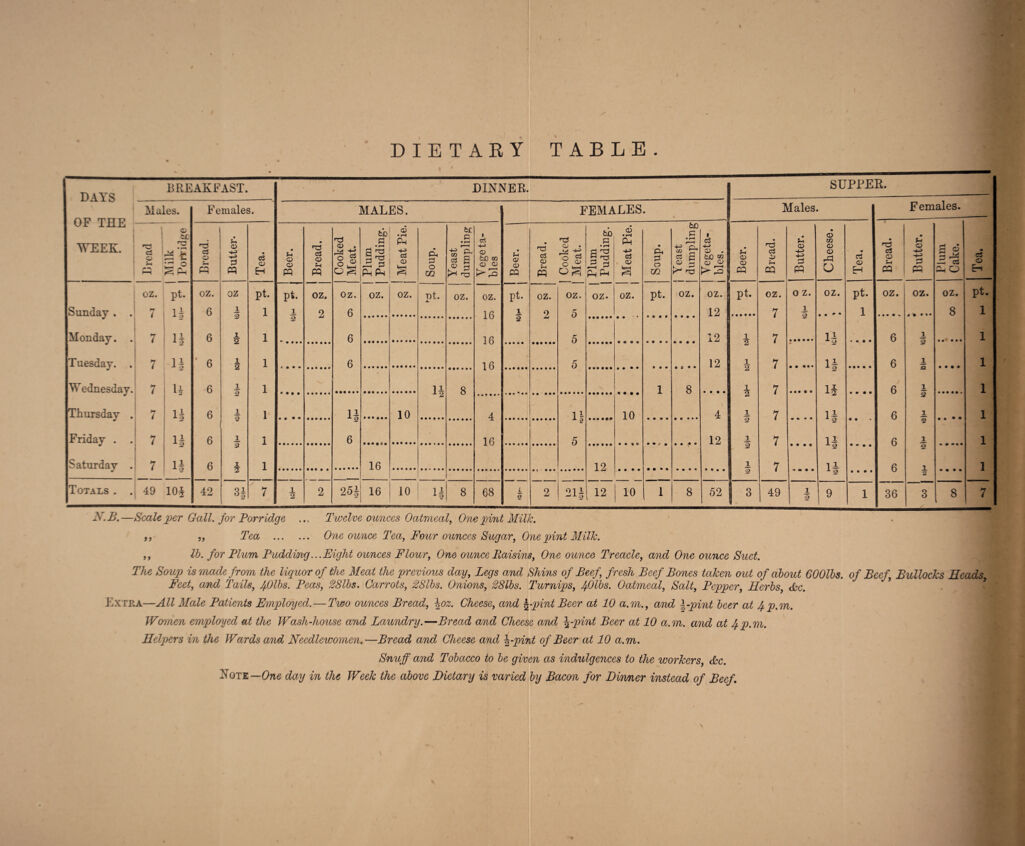 DIETARY TABLE.
DAYS OF THE WEEK. | BREAKFAST. | DINNER. | SUPPER.
Males. | Females. | MALES. | FEMALES. | Males. | Females.
Bread | Milk Porridge | Bread. | Butter. | Tea. | Beer. | Bread. | Cooked Meat. | Plum Pudding. | Meat Pie. | Soup. | Yeast dumpling | Vegetables | Beer. | Bread. | Cooked Meat. | Plum Pudding. | Meat Pie. | Soup. | Yeast dumpling | Vegetables. | Beer. | Bread. | Butter. | Cheese. | Tea. | Bread. | Butter. | Plum Cake. | Tea.
oz. | pt. | oz. | oz | pt. | pt. | oz. | oz. | oz. | oz. | pt. | oz. | oz. | pt. | oz. | oz. | oz. | oz. | pt. | oz. | oz. | pt. | oz. | oz. | oz. | pt. | oz. | oz. | oz. | pt.
Sunday . . | 7 | 1½ | 6 | ½ | 1 | ½ | 2 | 6 | ...... | ...... | ...... | ...... | 16 | ½ | 2 | 5 | ...... | ...... | .... | .... | 12 | ...... | 7 | ½ | .... | 1 | ..... | ..... | 8 | 1
Monday. . | 7 | 1½ | 6 | ½ | 1 | ...... | ...... | 6 | ...... | ...... | ...... | ...... | 16 | ...... | ...... | 5 | ...... | ...... | .... | .... | 12 | ½ | 7 | ...... | 1½ | .... | 6 | ½ | ..... | 1
Tuesday. . | 7 | 1½ | 6 | ½ | 1 | .... | ...... | 6 | ...... | ...... | ...... | ...... | 16 | ...... | ...... | 5 | ...... | ...... | .... | .... | 12 | ½ | 7 | ..... | 1½ | ..... | 6 | ½ | .... | 1
Wednesday. | 7 | 1½ | 6 | ½ | 1 | .... | ...... | ...... | ...... | ...... | 1½ | 8 | ...... | ...... | ...... | ...... | ...... | ...... | 1 | 8 | .... | ½ | 7 | .... | 1½ | .... | 6 | ½ | ..... | 1
Thursday . | 7 | 1½ | 6 | ½ | 1 | .... | ...... | 1½ | ...... | 10 | ...... | ...... | 4 | ...... | ...... | 1½ | ...... | 10 | .... | .... | 4 | ½ | 7 | .... | 1½ | .... | 6 | ½ | .... | 1
Friday . . | 7 | 1½ | 6 | ½ | 1 | ...... | ...... | 6 | ...... | ...... | ...... | ...... | 16 | ...... | ...... | 5 | ...... | ...... | .... | .... | 12 | ½ | 7 | .... | 1½ | .... | 6 | ½ | ..... | 1
Saturday . | 7 | 1½ | 6 | ½ | 1 | ...... | ...... | ...... | 16 | ...... | ...... | ...... | ...... | ...... | ...... | ...... | 12 | .... | .... | .... | .... | ½ | 7 | .... | 1½ | .... | 6 | ½ | .... | 1
TOTALS . . | 49 | 10½ | 42 | 3½ | 7 | ½ | 2 | 25½ | 16 | 10 | 1½ | 8 | 68 | ½ | 2 | 21½ | 12 | 10 | 1 | 8 | 52 | 3 | 49 | ½ | 9 | 1 | 36 | 3 | 8 | 7
N.B.—Scale per Gall. for Porridge ... Twelve ounces Oatmeal, One pint Milk.
,, ,, Tea ... ... One ounce Tea, Four ounces Sugar, One pint Milk.
,, lb. for Plum Pudding...Eight ounces Flour, One ounce Raisins, One ounce Treacle, and One ounce Suet.
The Soup is made from the liquor of the Meat the previous day, Legs and Shins of Beef, fresh Beef Bones taken out of about 600lbs. of Beef, Bullocks Heads,
Feet, and Tails, 40lbs. Peas, 28lbs. Carrots, 28lbs. Onions, 28lbs. Turnips, 40lbs. Oatmeal, Salt, Pepper, Herbs, &c.
EXTRA—All Male Patients Employed.—Two ounces Bread, ½oz. Cheese, and ½-pint Beer at 10 a.m., and ½-pint beer at 4 p.m.
Women employed at the Wash-house and Laundry.—Bread and Cheese and ½-pint Beer at 10 a.m. and at 4 p.m.
Helpers in the Wards and Needlewomen.—Bread and Cheese and ½-pint of Beer at 10 a.m.
Snuff and Tobacco to be given as indulgences to the workers, &c.
NOTE—One day in the Week the above Dietary is varied by Bacon for Dinner instead of Beef.